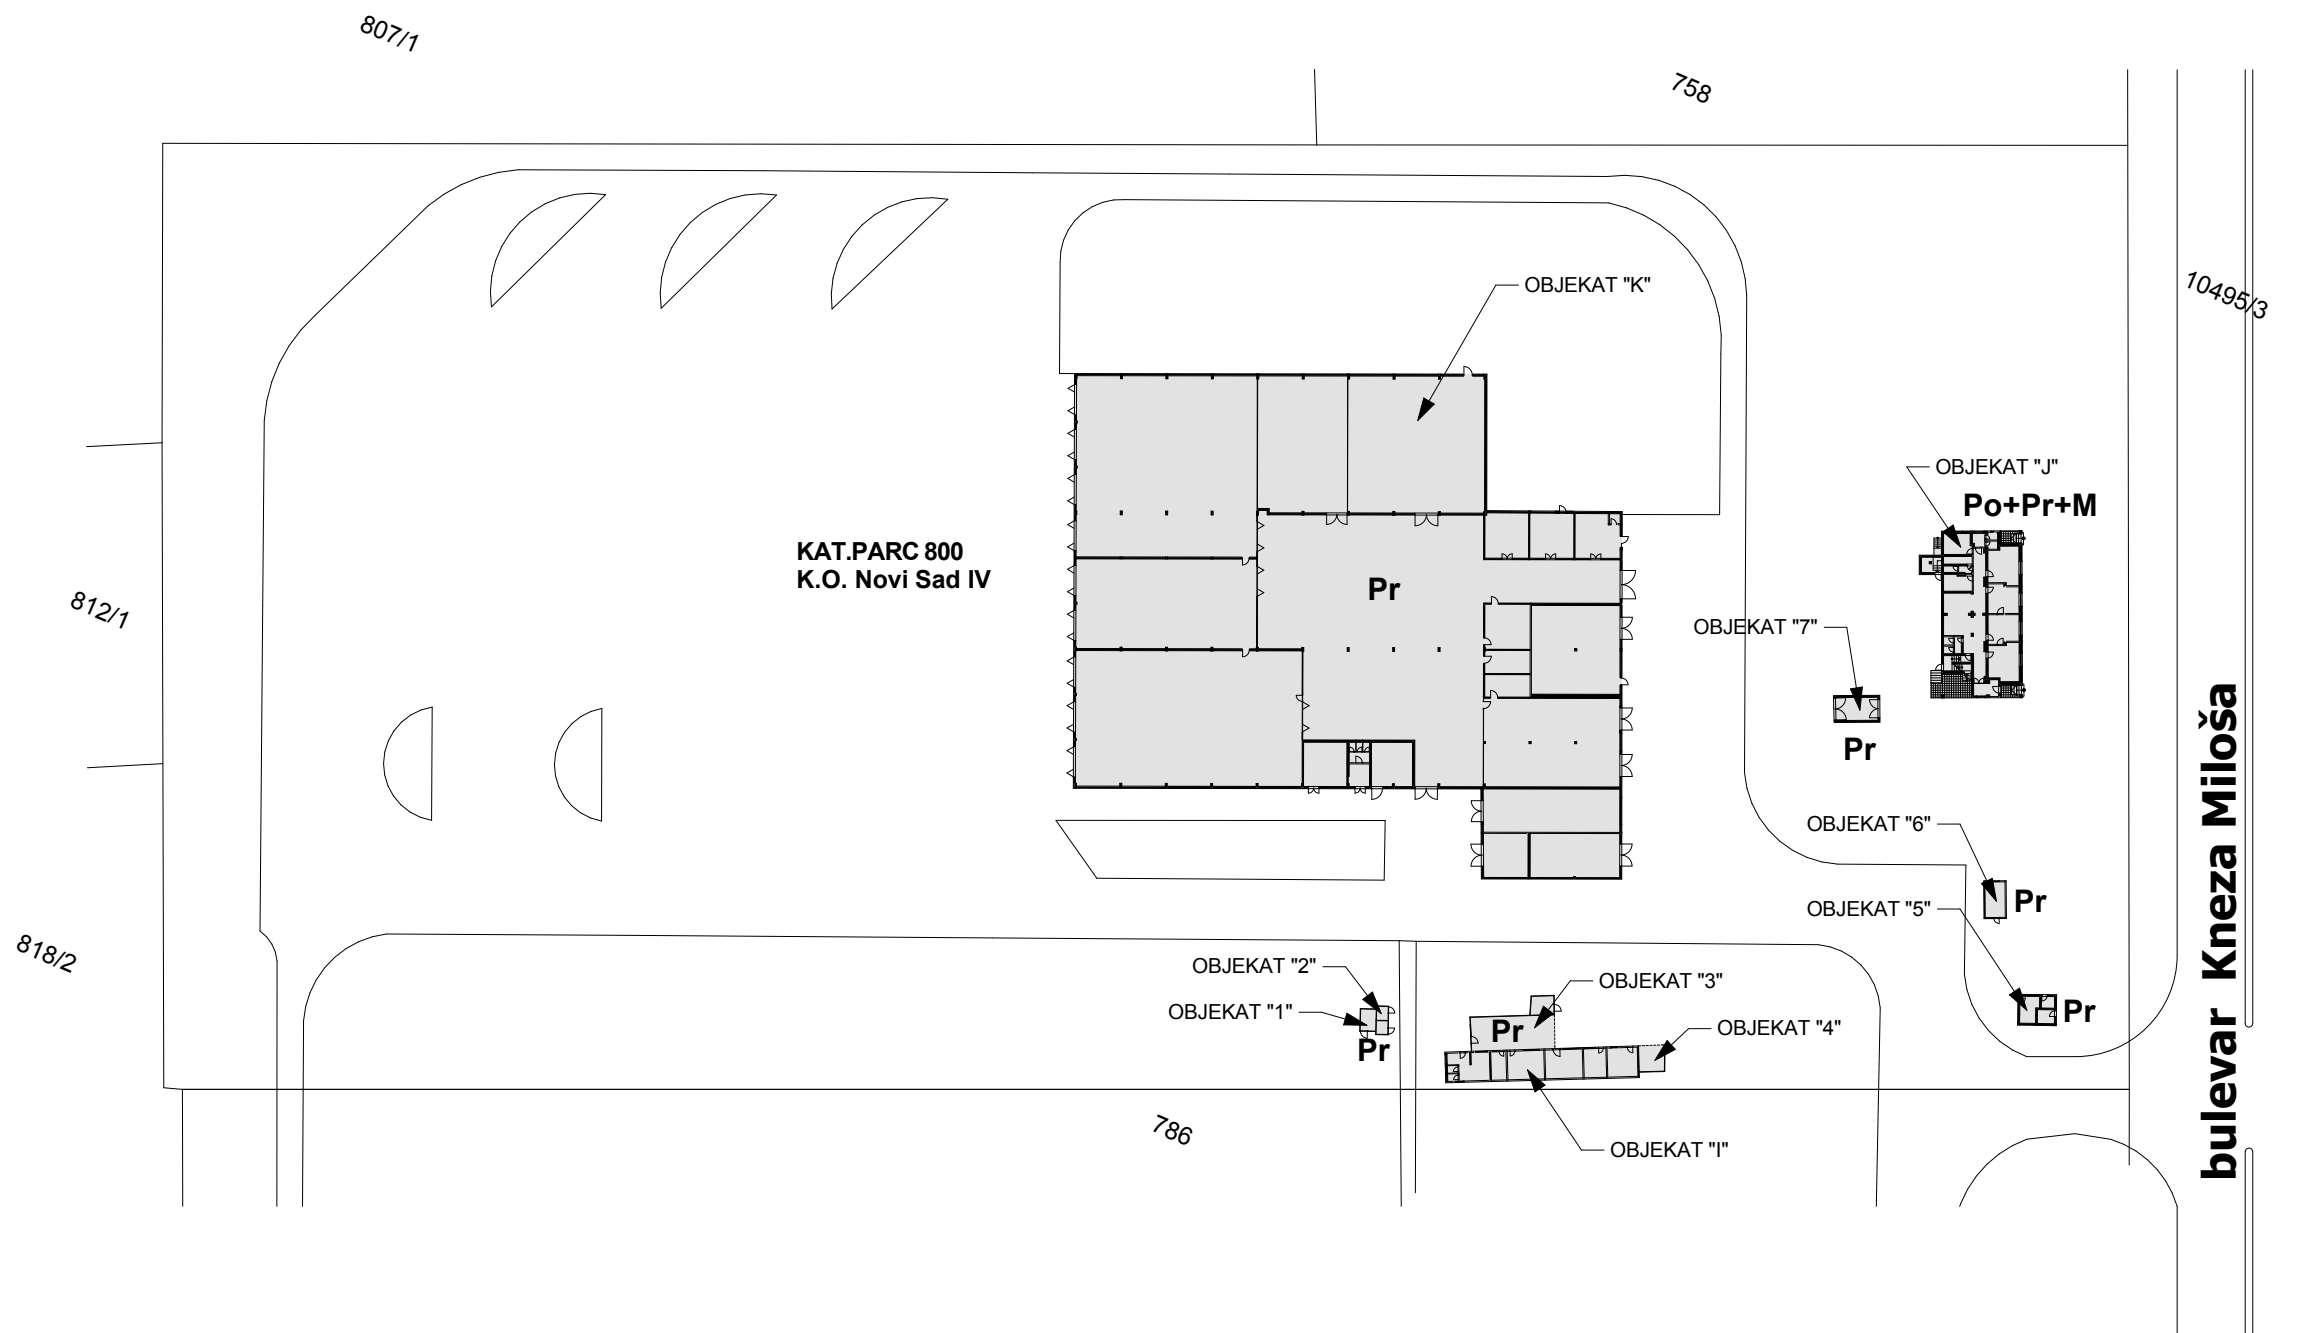 807/1
758
OBJEKAT "K"
10495/3
OBJEKAT "J"
Po+Pr+M
KAT.PARC 800
K.O. Novi Sad IV
Pr
812/1
OBJEKAT "7"
Pr
OBJEKAT "6"
Pr
OBJEKAT "5"
Pr
bulevar Kneza Miloša
818/2
OBJEKAT "2"
OBJEKAT "1"
Pr
OBJEKAT "3"
Pr
OBJEKAT "4"
OBJEKAT "I"
786